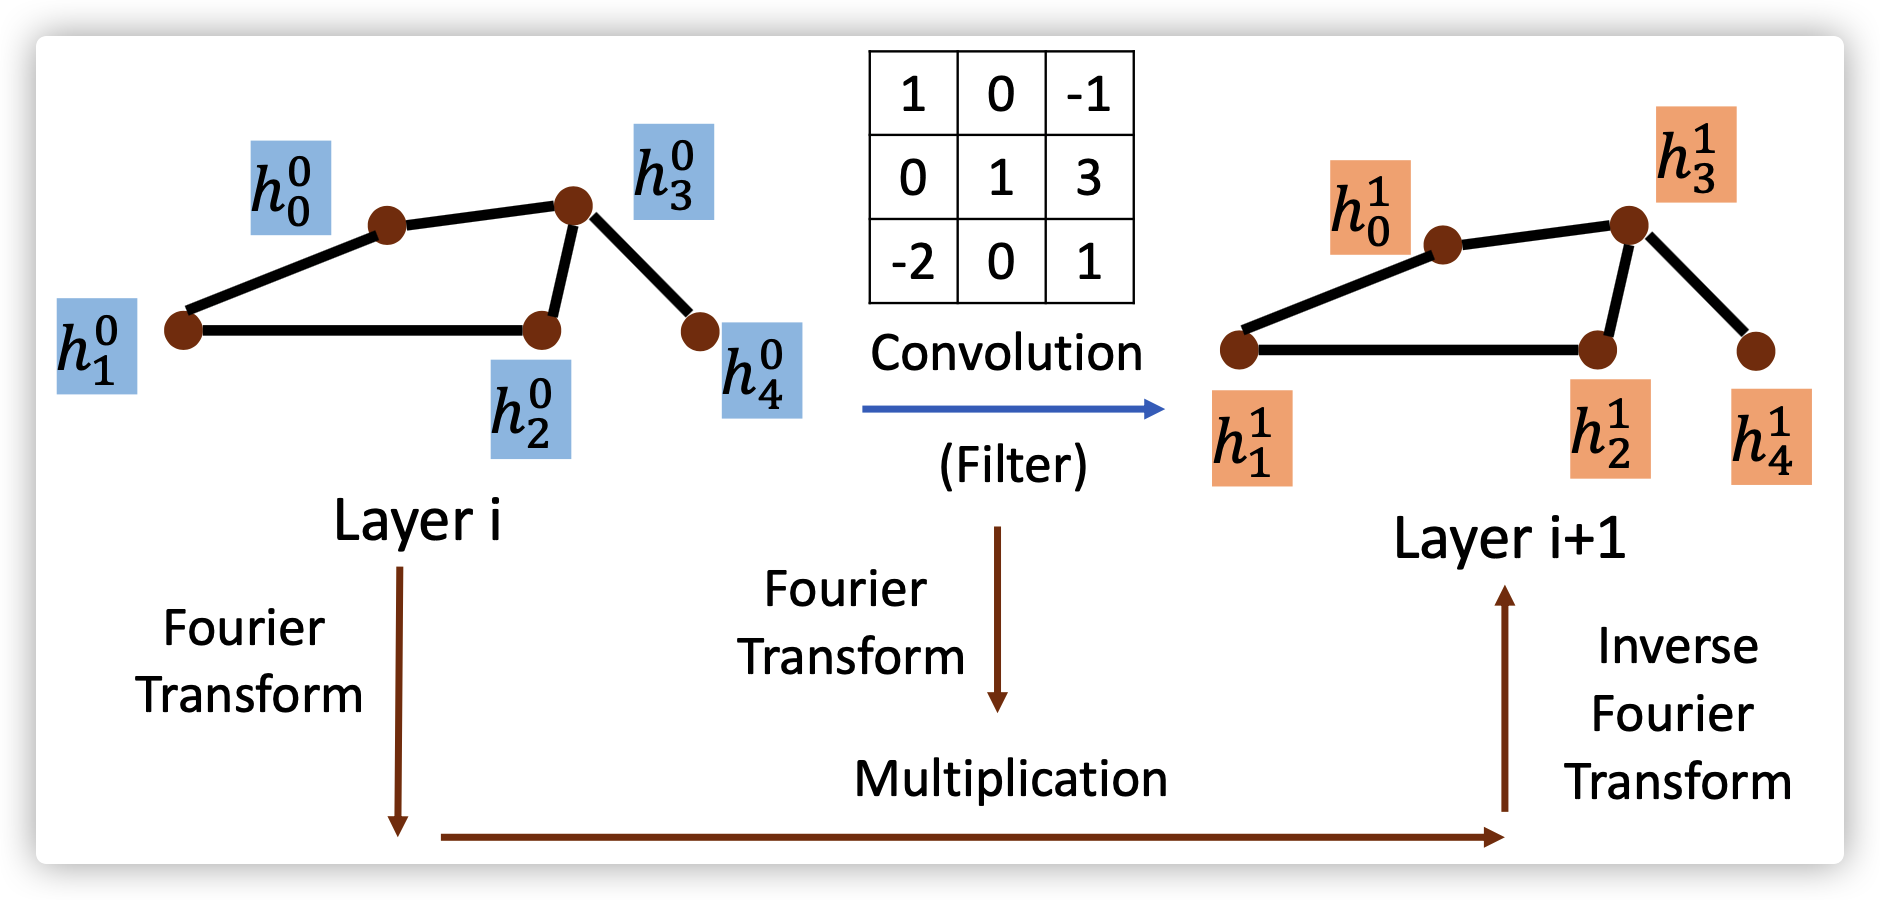 1 0 -1
0 1 3
-2 0 1
h_0^0
h_3^0
h_1^0
h_2^0
h_4^0
Layer i
Convolution
(Filter)
h_0^1
h_3^1
h_1^1
h_2^1
h_4^1
Layer i+1
Fourier
Transform
Fourier
Transform
Multiplication
Inverse
Fourier
Transform